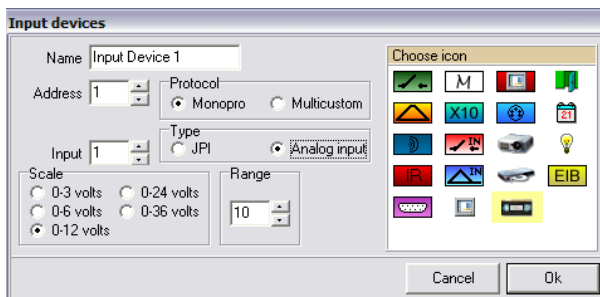 Input devices
Name Input Device 1
Choose icon
Address 1
Protocol
Monopro Multicustom
Input 1
Type
JPI Analog input
Scale
0-3 volts 0-24 volts
0-6 volts 0-36 volts
0-12 volts
Range
10
M
X10 21
IN
IR IN EIB
Cancel Ok